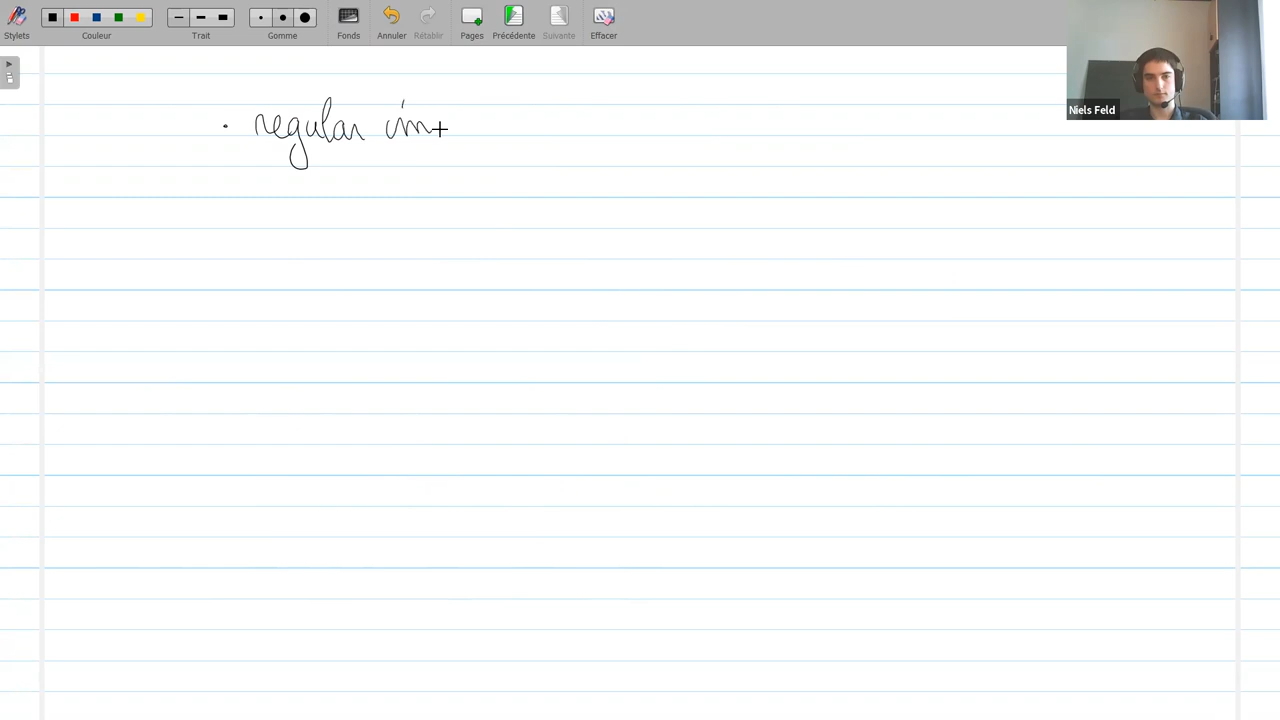 Stylets Couleur Trait Gomme Fonds Annuler Rétablir Pages Précédente Suivante Effacer
Niels Feld
· regular im